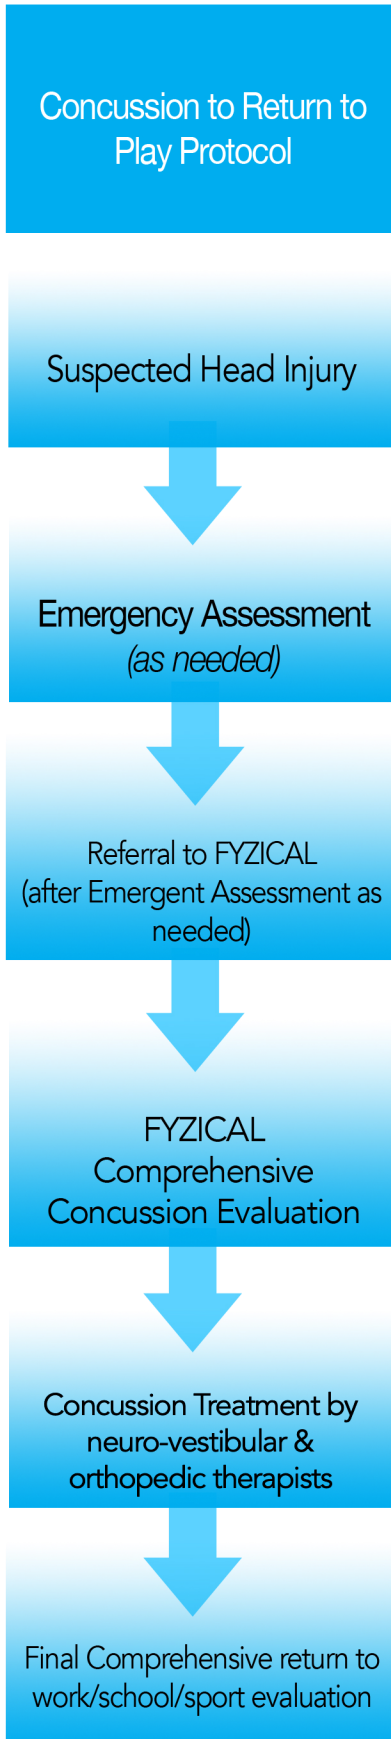 Concussion to Return to
Play Protocol
Suspected Head Injury
Emergency Assessment
(as needed)
Referral to FYZICAL
(after Emergent Assessment as
needed)
FYZICAL
Comprehensive
Concussion Evaluation
Concussion Treatment by
neuro-vestibular &
orthopedic therapists
Final Comprehensive return to
work/school/sport evaluation